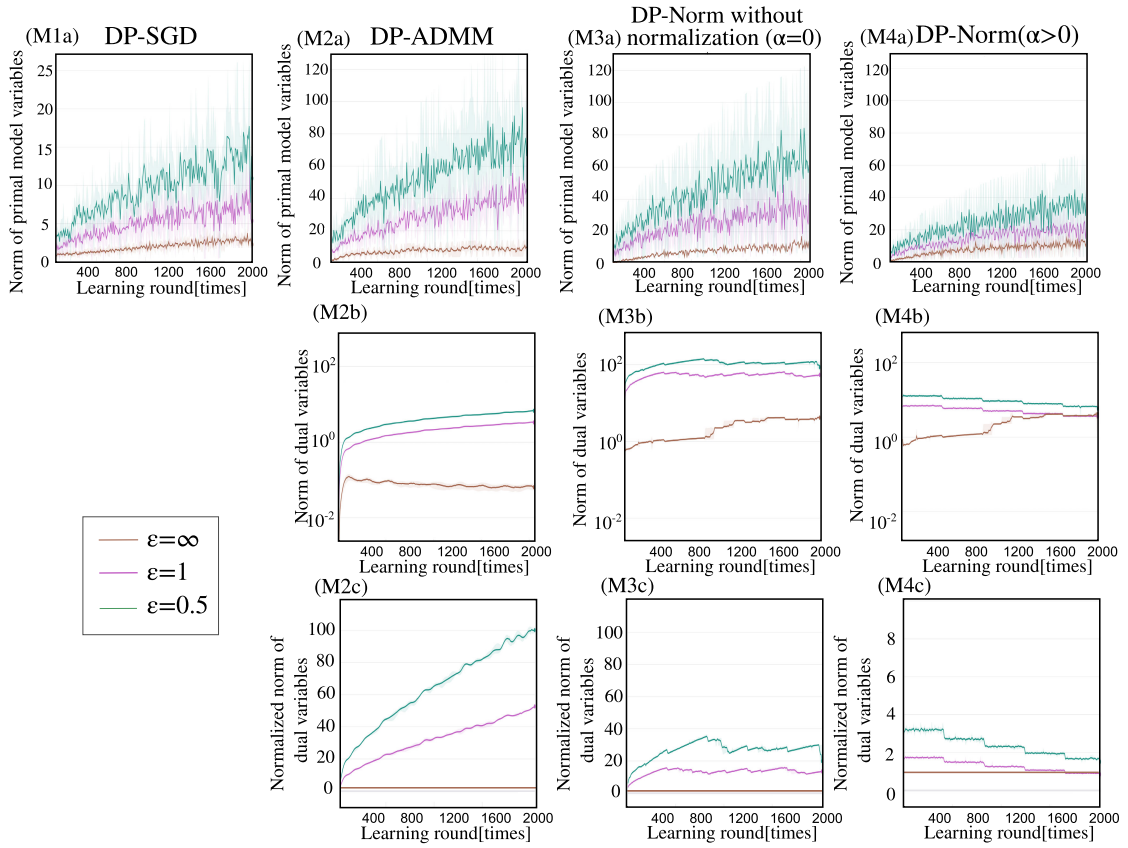 DP-Norm without
(M1a) DP-SGD (M2a) DP-ADMM (M3a) normalization (α=0) (M4a) DP-Norm(α>0)
Norm of primal model variables
25
20
15
10
5
0
400 800 1200 1600 2000
Learning round[times]
Norm of primal model variables
120
100
80
60
40
20
0
400 800 1200 1600 2000
Learning round[times]
Norm of primal model variables
120
100
80
60
40
20
0
400 800 1200 1600 2000
Learning round[times]
Norm of primal model variables
120
100
80
60
40
20
0
400 800 1200 1600 2000
Learning round[times]
(M2b)
Norm of dual variables
10²
10⁰
10⁻²
400 800 1200 1600 2000
Learning round[times]
(M3b)
Norm of dual variables
10²
10⁰
10⁻²
400 800 1200 1600 2000
Learning round[times]
(M4b)
Norm of dual variables
10²
10⁰
10⁻²
400 800 1200 1600 2000
Learning round[times]
ε=∞
ε=1
ε=0.5
(M2c)
Normalized norm of
dual variables
100
80
60
40
20
0
400 800 1200 1600 2000
Learning round[times]
(M3c)
Normalized norm of
dual variables
100
80
60
40
20
0
400 800 1200 1600 2000
Learning round[times]
(M4c)
Normalized norm of
dual variables
8
6
4
2
0
400 800 1200 1600 2000
Learning round[times]